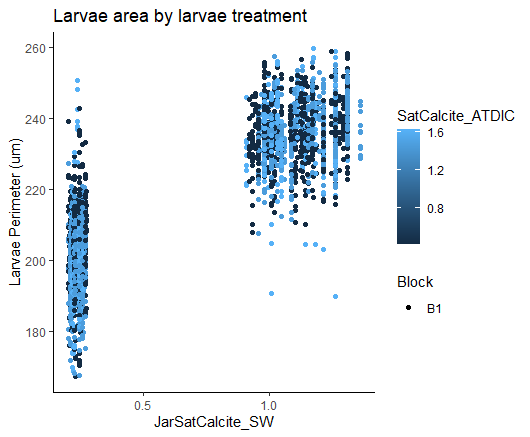 Larvae area by larvae treatment
260
240
220
200
180
Larvae Perimeter (um)
0.5
1.0
JarSatCalcite_SW
SatCalcite_ATDIC
1.6
1.2
0.8
Block
B1